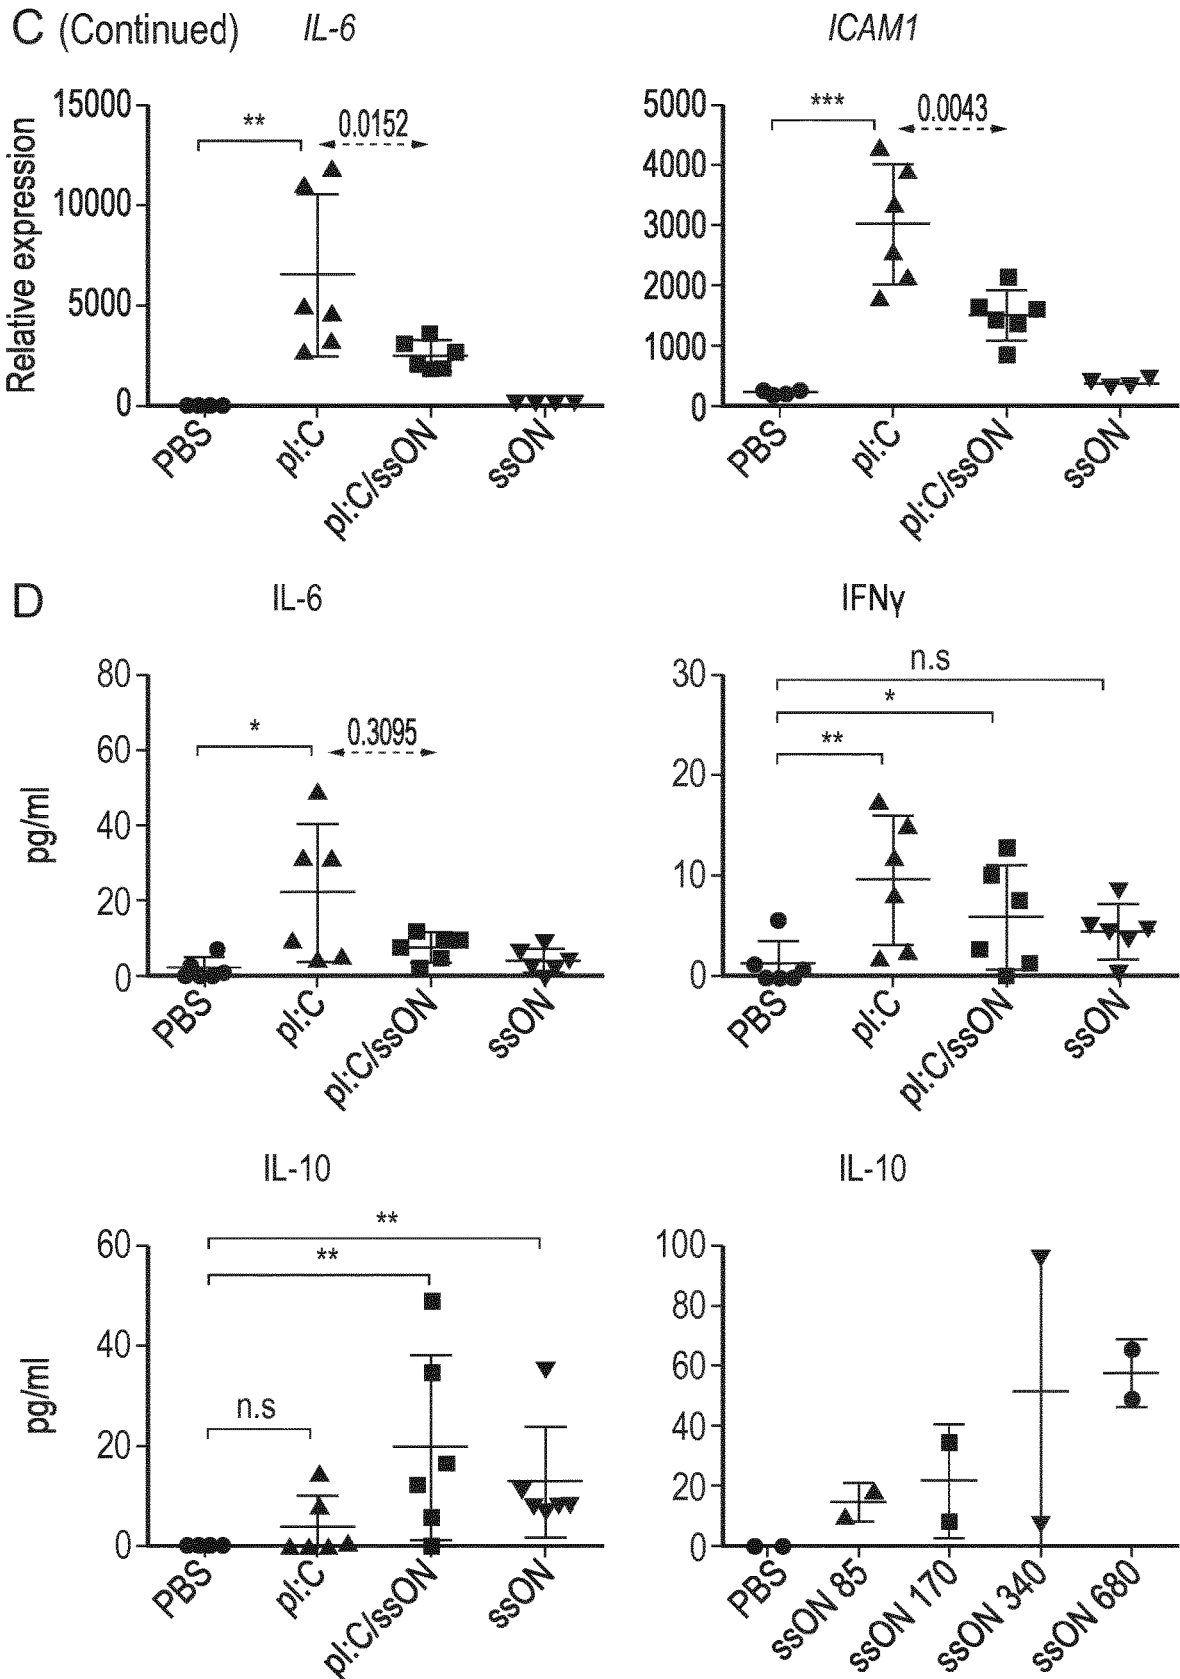 C (Continued) IL-6 ICAM1
** 0.0152
*** 0.0043
Relative expression
15000
10000
5000
0
PBS pI:C pI:C/ssON ssON
5000
4000
3000
2000
1000
0
PBS pI:C pI:C/ssON ssON
D IL-6 IFNγ
* 0.3095
pg/ml
80
60
40
20
0
PBS pI:C pI:C/ssON ssON
n.s
*
**
30
20
10
0
PBS pI:C pI:C/ssON ssON
IL-10 IL-10
**
**
n.s
pg/ml
60
40
20
0
PBS pI:C pI:C/ssON ssON
100
80
60
40
20
0
PBS ssON 85 ssON 170 ssON 340 ssON 680